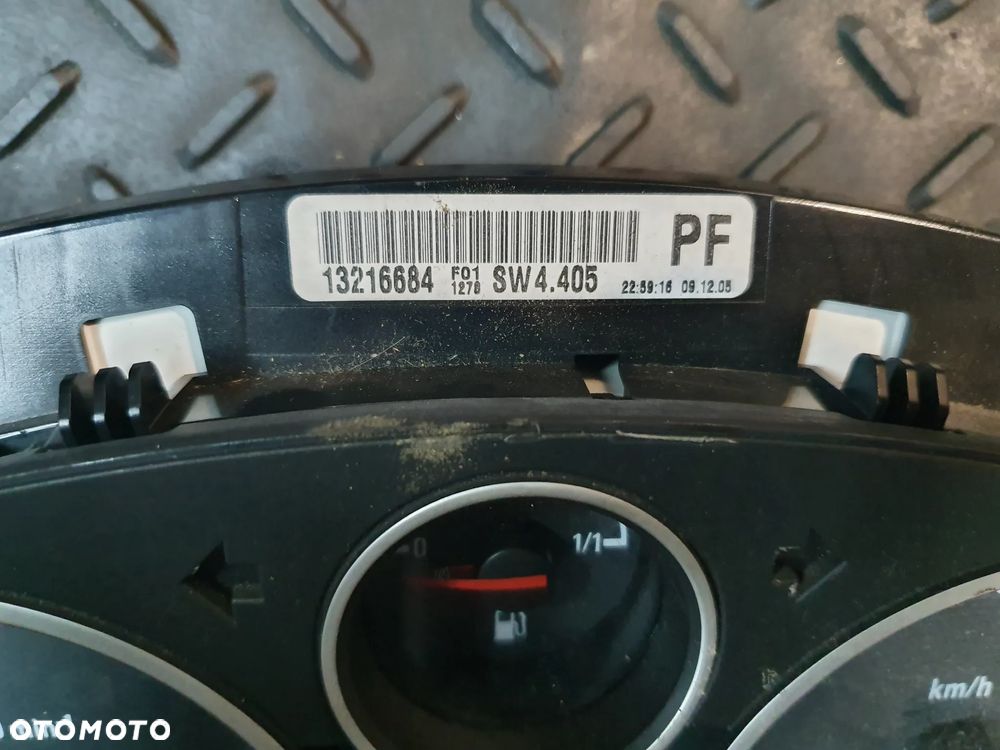 13216684 F01 1278 SW4.405 PF
22:59:16 09.12.05
0 1/1
km/h
OTOMOTO